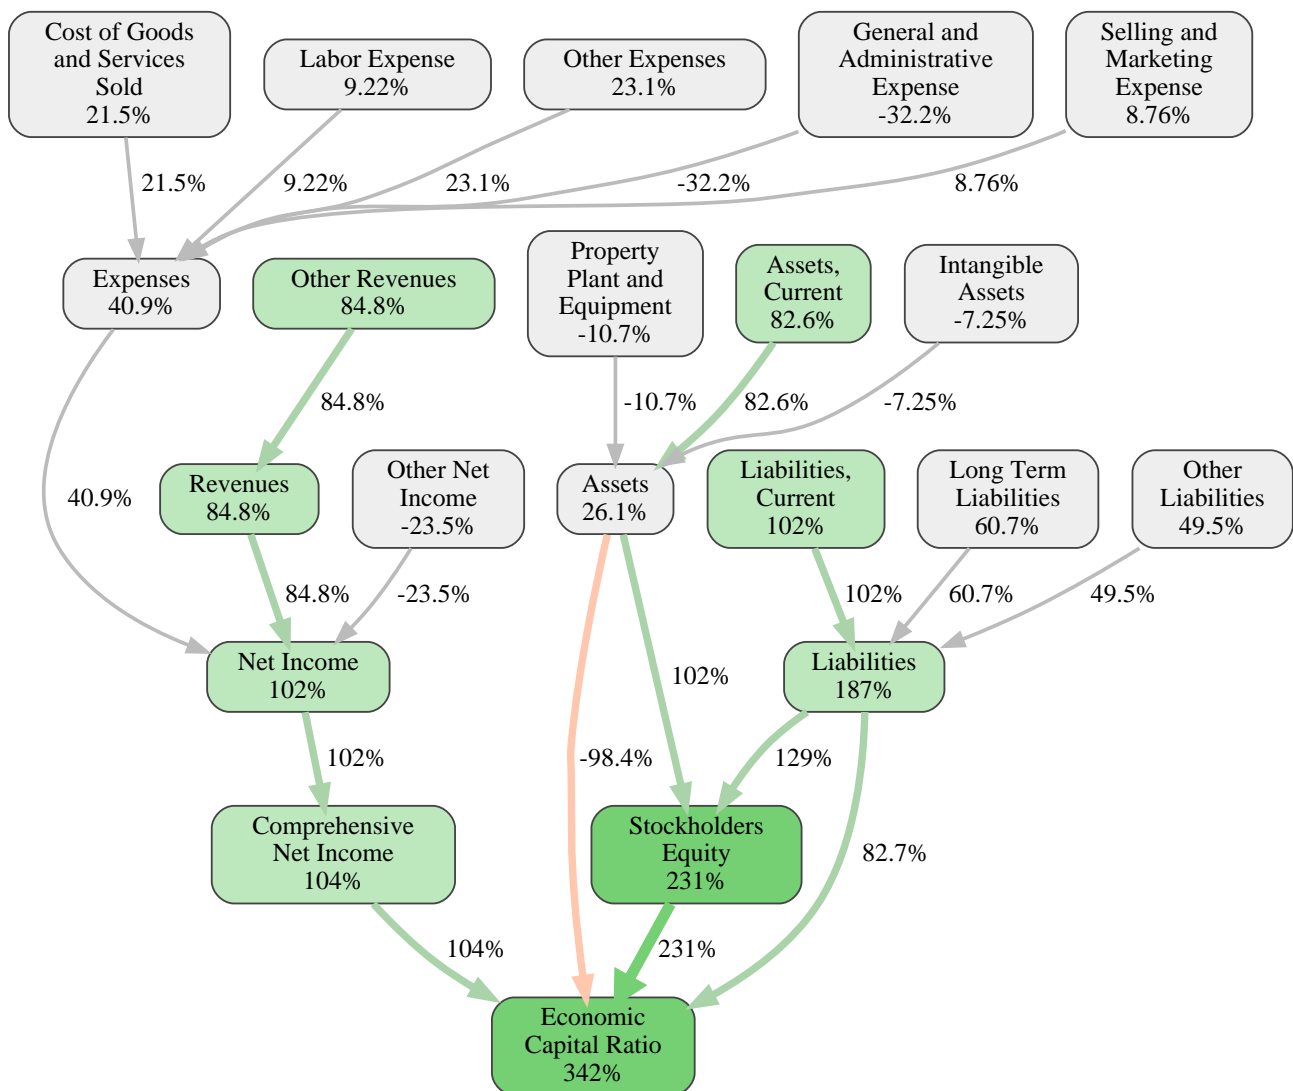 Cost of Goods
and Services
Sold
21.5%
Labor Expense
9.22%
Other Expenses
23.1%
General and
Administrative
Expense
-32.2%
Selling and
Marketing
Expense
8.76%
21.5%
9.22%
23.1%
-32.2%
8.76%
Expenses
40.9%
Other Revenues
84.8%
Property
Plant and
Equipment
-10.7%
Assets,
Current
82.6%
Intangible
Assets
-7.25%
84.8%
-10.7%
82.6%
-7.25%
40.9%
Revenues
84.8%
Other Net
Income
-23.5%
Assets
26.1%
Liabilities,
Current
102%
Long Term
Liabilities
60.7%
Other
Liabilities
49.5%
84.8%
-23.5%
102%
60.7%
49.5%
Net Income
102%
102%
Liabilities
187%
102%
-98.4%
129%
Comprehensive
Net Income
104%
Stockholders
Equity
231%
82.7%
104%
231%
Economic
Capital Ratio
342%